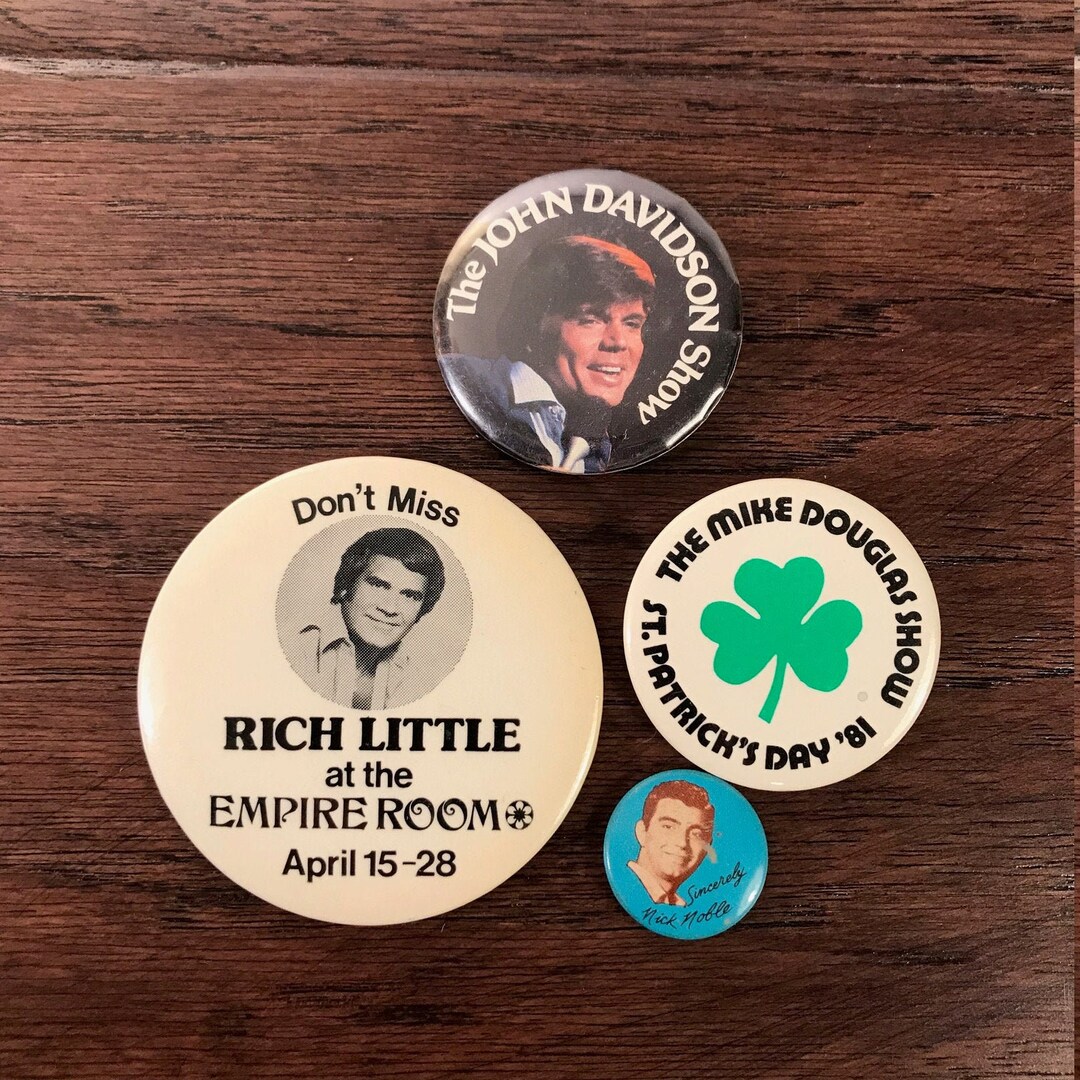 The JOHN DAVIDSON Show
Don't Miss
RICH LITTLE
at the
EMPIRE ROOM
April 15-28
THE MIKE DOUGLAS SHOW
ST. PATRICK'S DAY '81
Sincerely
Nick Noble